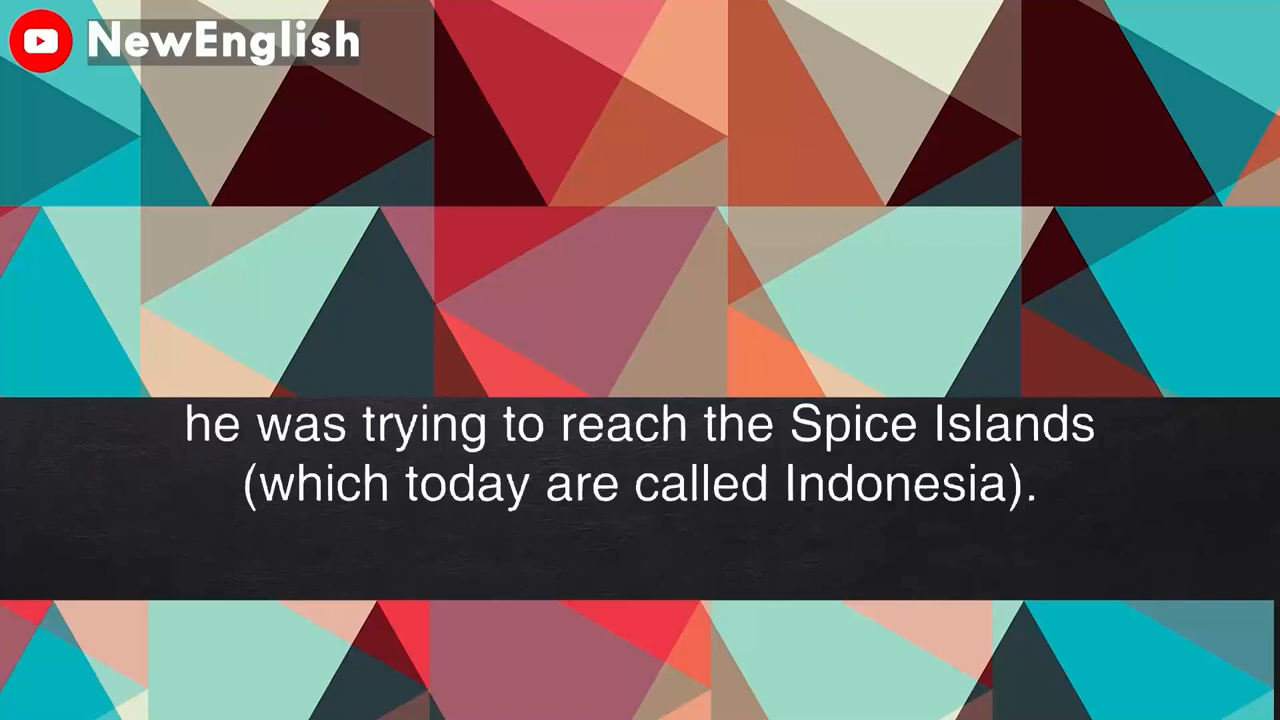 NewEnglish
he was trying to reach the Spice Islands
(which today are called Indonesia).